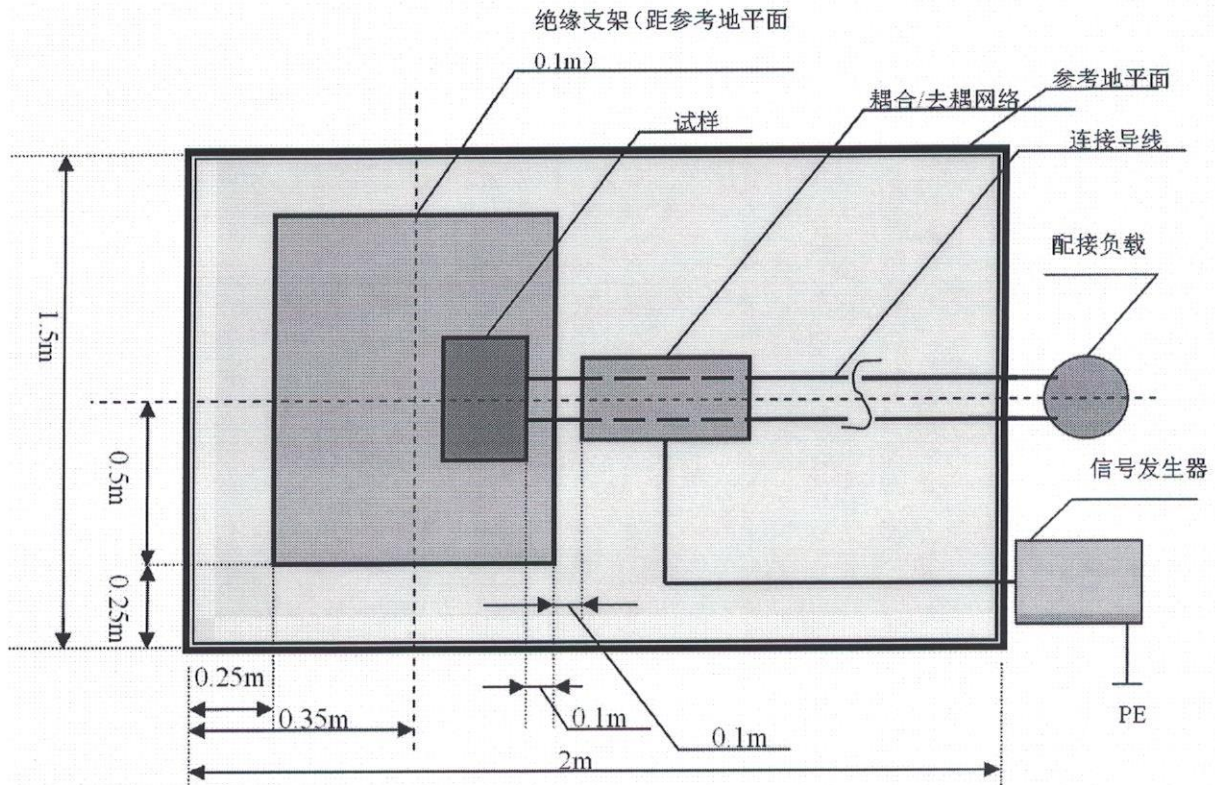 绝缘支架（距参考地平面
0.1m）
参考地平面
耦合/去耦网络
试样
连接导线
配接负载
1.5m
0.5m
信号发生器
0.25m
0.25m
0.35m
0.1m
0.1m
PE
2m